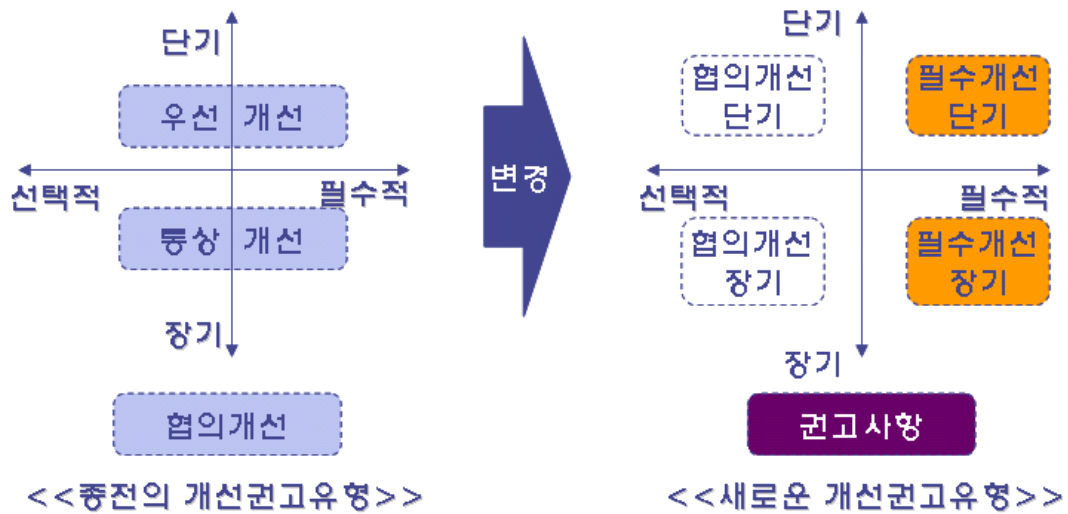 단기
우선 개선
선택적
필수적
통상 개선
장기
협의개선
<<종전의 개선권고유형>>
변경
단기
협의개선
단기
필수개선
단기
선택적
필수적
협의개선
장기
필수개선
장기
장기
권고사항
<<새로운 개선권고유형>>